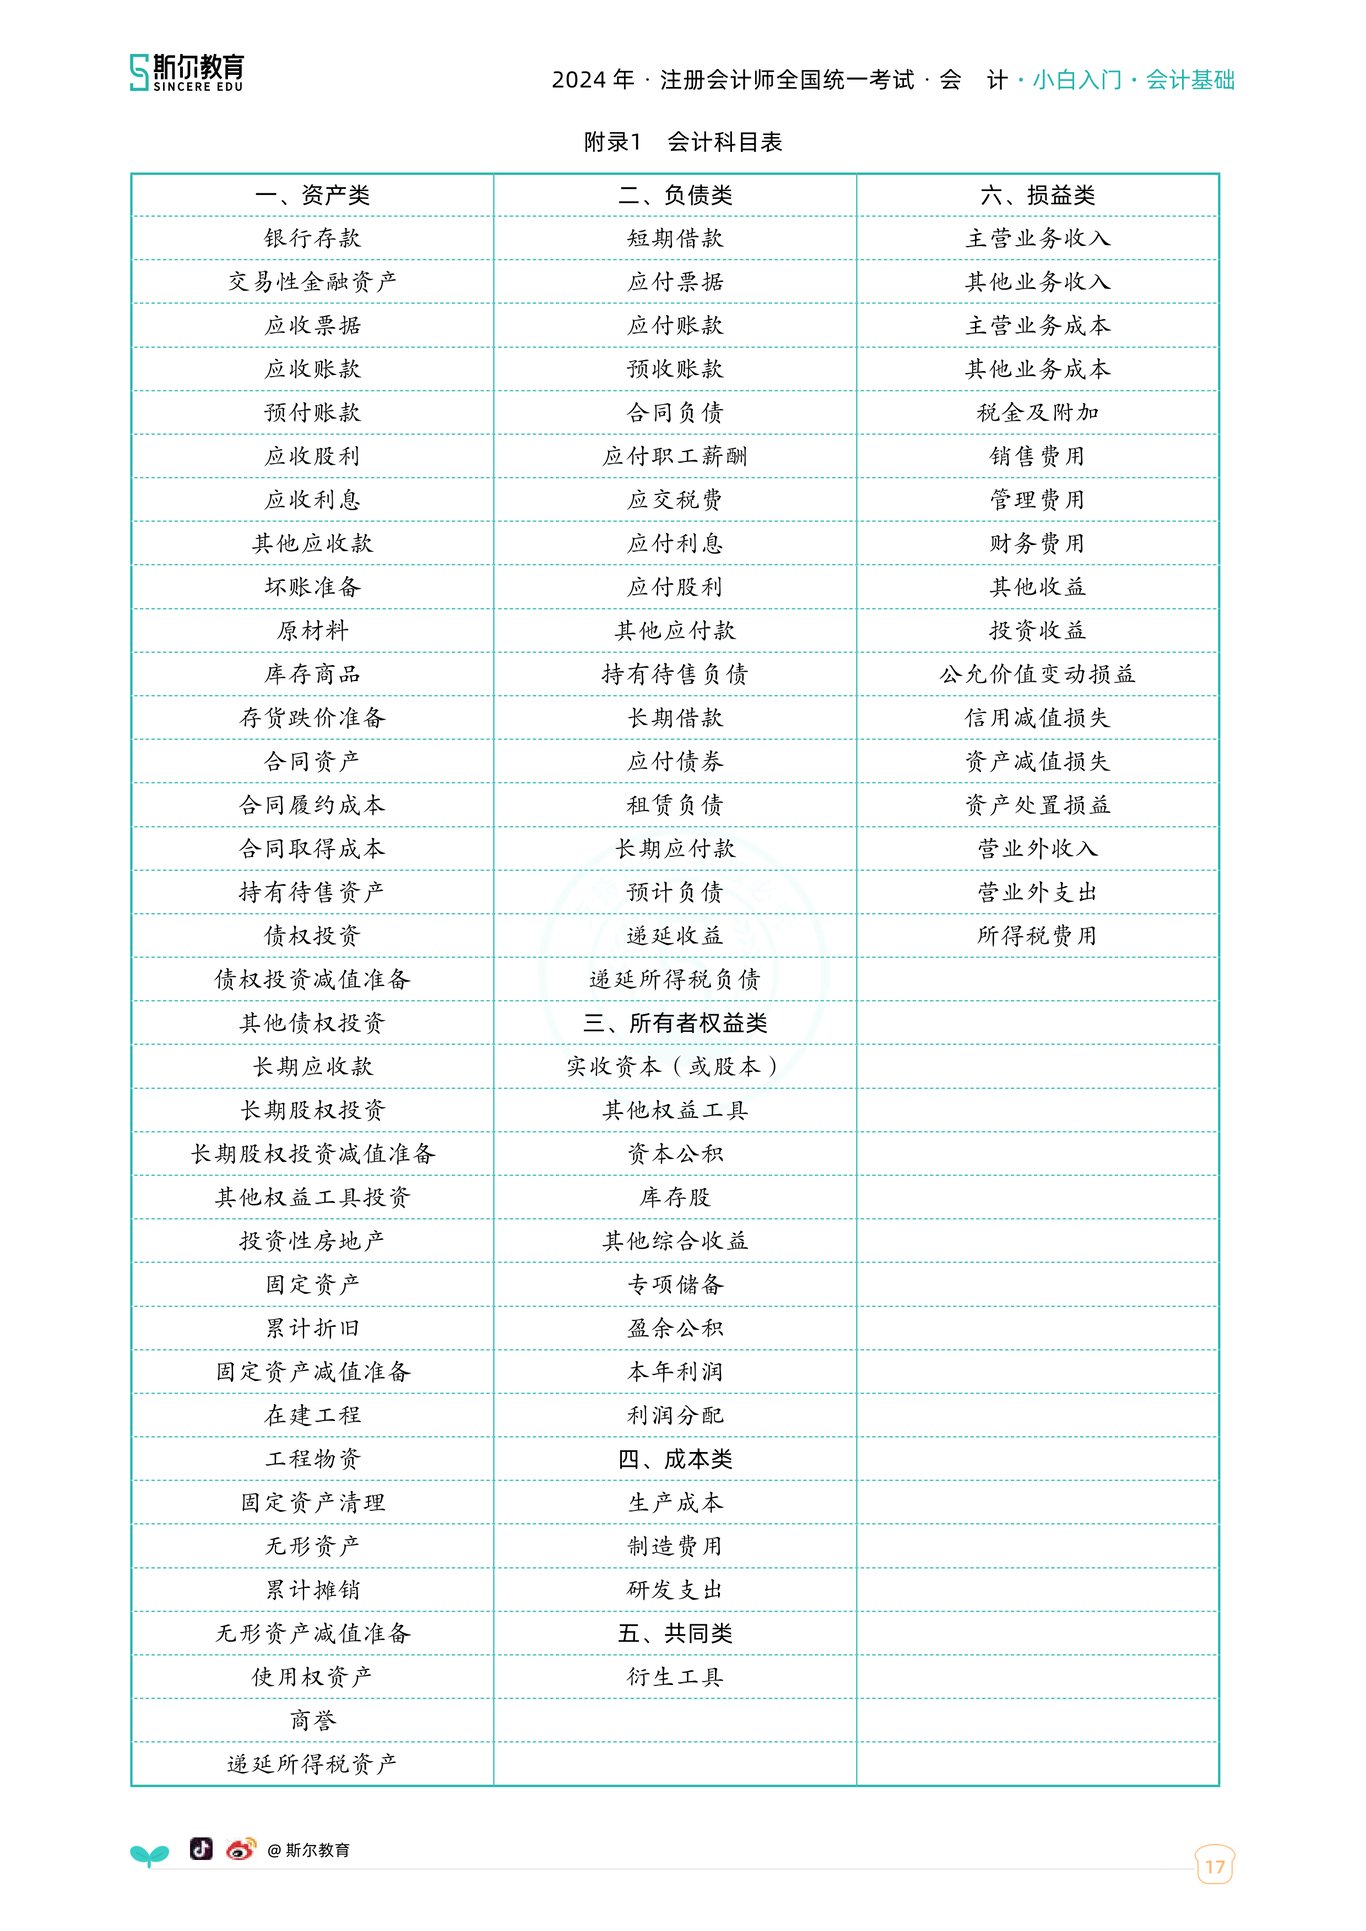 斯尔教育
SINCERE EDU
2024 年 · 注册会计师全国统一考试 · 会　计 · 小白入门 · 会计基础
附录1　会计科目表
一、资产类　二、负债类　六、损益类
银行存款　短期借款　主营业务收入
交易性金融资产　应付票据　其他业务收入
应收票据　应付账款　主营业务成本
应收账款　预收账款　其他业务成本
预付账款　合同负债　税金及附加
应收股利　应付职工薪酬　销售费用
应收利息　应交税费　管理费用
其他应收款　应付利息　财务费用
坏账准备　应付股利　其他收益
原材料　其他应付款　投资收益
库存商品　持有待售负债　公允价值变动损益
存货跌价准备　长期借款　信用减值损失
合同资产　应付债券　资产减值损失
合同履约成本　租赁负债　资产处置损益
合同取得成本　长期应付款　营业外收入
持有待售资产　预计负债　营业外支出
债权投资　递延收益　所得税费用
债权投资减值准备　递延所得税负债
其他债权投资　三、所有者权益类
长期应收款　实收资本（或股本）
长期股权投资　其他权益工具
长期股权投资减值准备　资本公积
其他权益工具投资　库存股
投资性房地产　其他综合收益
固定资产　专项储备
累计折旧　盈余公积
固定资产减值准备　本年利润
在建工程　利润分配
工程物资　四、成本类
固定资产清理　生产成本
无形资产　制造费用
累计摊销　研发支出
无形资产减值准备　五、共同类
使用权资产　衍生工具
商誉
递延所得税资产
@ 斯尔教育
17